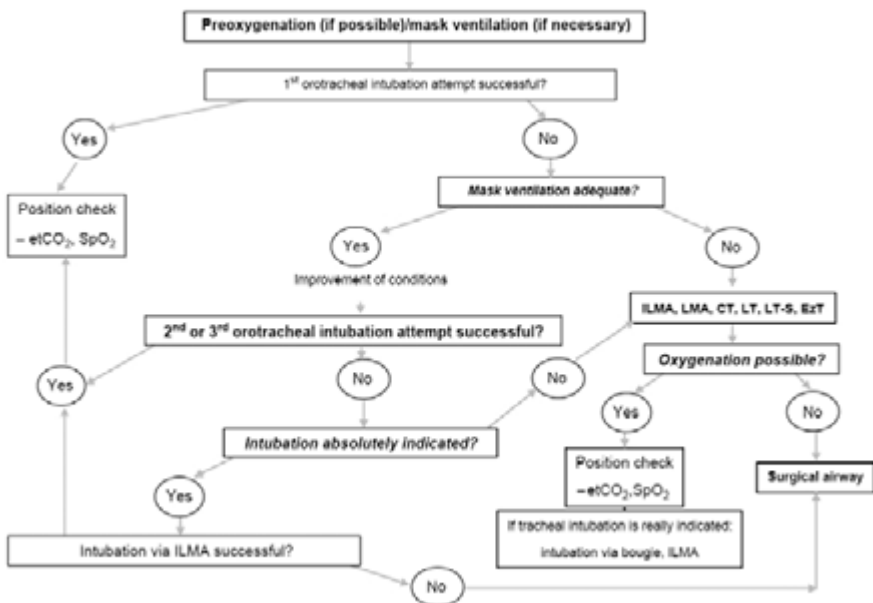 Preoxygenation (if possible)/mask ventilation (if necessary)
1st orotracheal intubation attempt successful?
Yes
No
Mask ventilation adequate?
Position check
– etCO₂, SpO₂
Yes
No
Improvement of conditions
ILMA, LMA, CT, LT, LT-S, EzT
2nd or 3rd orotracheal intubation attempt successful?
Oxygenation possible?
Yes
No
No
Yes
No
Intubation absolutely indicated?
Position check
–etCO₂,SpO₂
Surgical airway
Yes
If tracheal intubation is really indicated:
intubation via bougie, ILMA
Intubation via ILMA successful?
No